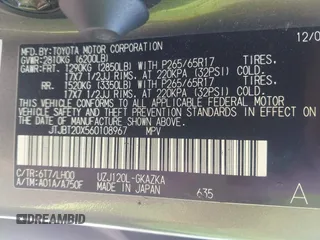 MFD.BY:TOYOTA MOTOR CORPORATION 12/0
GVWR:2810KG (6200LB)
GAWR:FRT. 1290KG (2850LB) WITH P265/65R17 TIRES,
17X7 1/2JJ RIMS, AT 220KPA (32PSI) COLD.
RR. 1520KG (3350LB) WITH P265/65R17 TIRES,
17X7 1/2JJ RIMS, AT 220KPA (32PSI) COLD.
THIS VEHICLE CONFORMS TO ALL APPLICABLE FEDERAL MOTOR
VEHICLE SAFETY AND THEFT PREVENTION STANDARDS IN
EFFECT ON THE DATE OF MANUFACTURE SHOWN ABOVE.
JTJBT20X560108967 MPV
C/TR:6T7/LH00 UZJ120L-GKAZKA
A/TM:A01A/A750F MADE IN JAPAN 635 A
DREAMBID